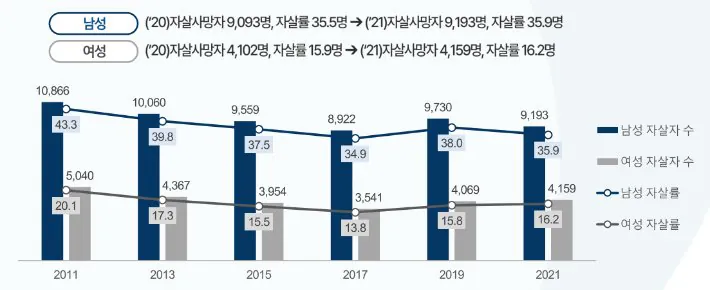 남성 (‘20)자살사망자 9,093명, 자살률 35.5명 ➔ (‘21)자살사망자 9,193명, 자살률 35.9명
여성 (‘20)자살사망자 4,102명, 자살률 15.9명 ➔ (‘21)자살사망자 4,159명, 자살률 16.2명
10,866 10,060 9,559 8,922 9,730 9,193
43.3 39.8 37.5 34.9 38.0 35.9
5,040 4,367 3,954 3,541 4,069 4,159
20.1 17.3 15.5 13.8 15.8 16.2
2011 2013 2015 2017 2019 2021
남성 자살자 수
여성 자살자 수
남성 자살률
여성 자살률